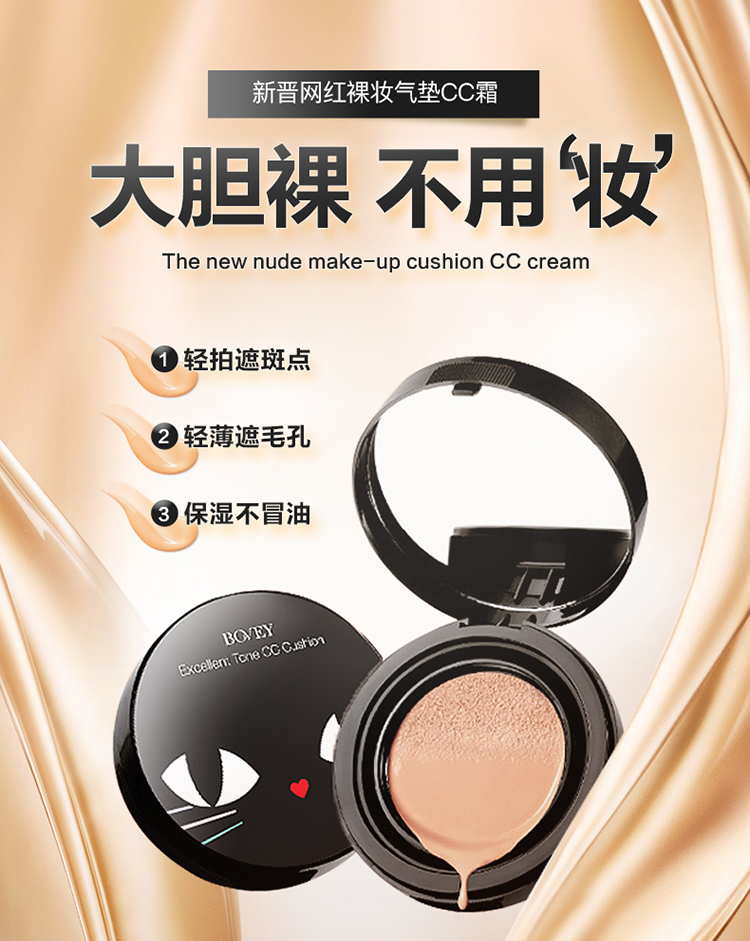 新晋网红裸妆气垫CC霜
大胆裸 不用‘妆’
The new nude make-up cushion CC cream
1 轻拍遮斑点
2 轻薄遮毛孔
3 保湿不冒油
BOVEY
Excellent Tone CC Cushion